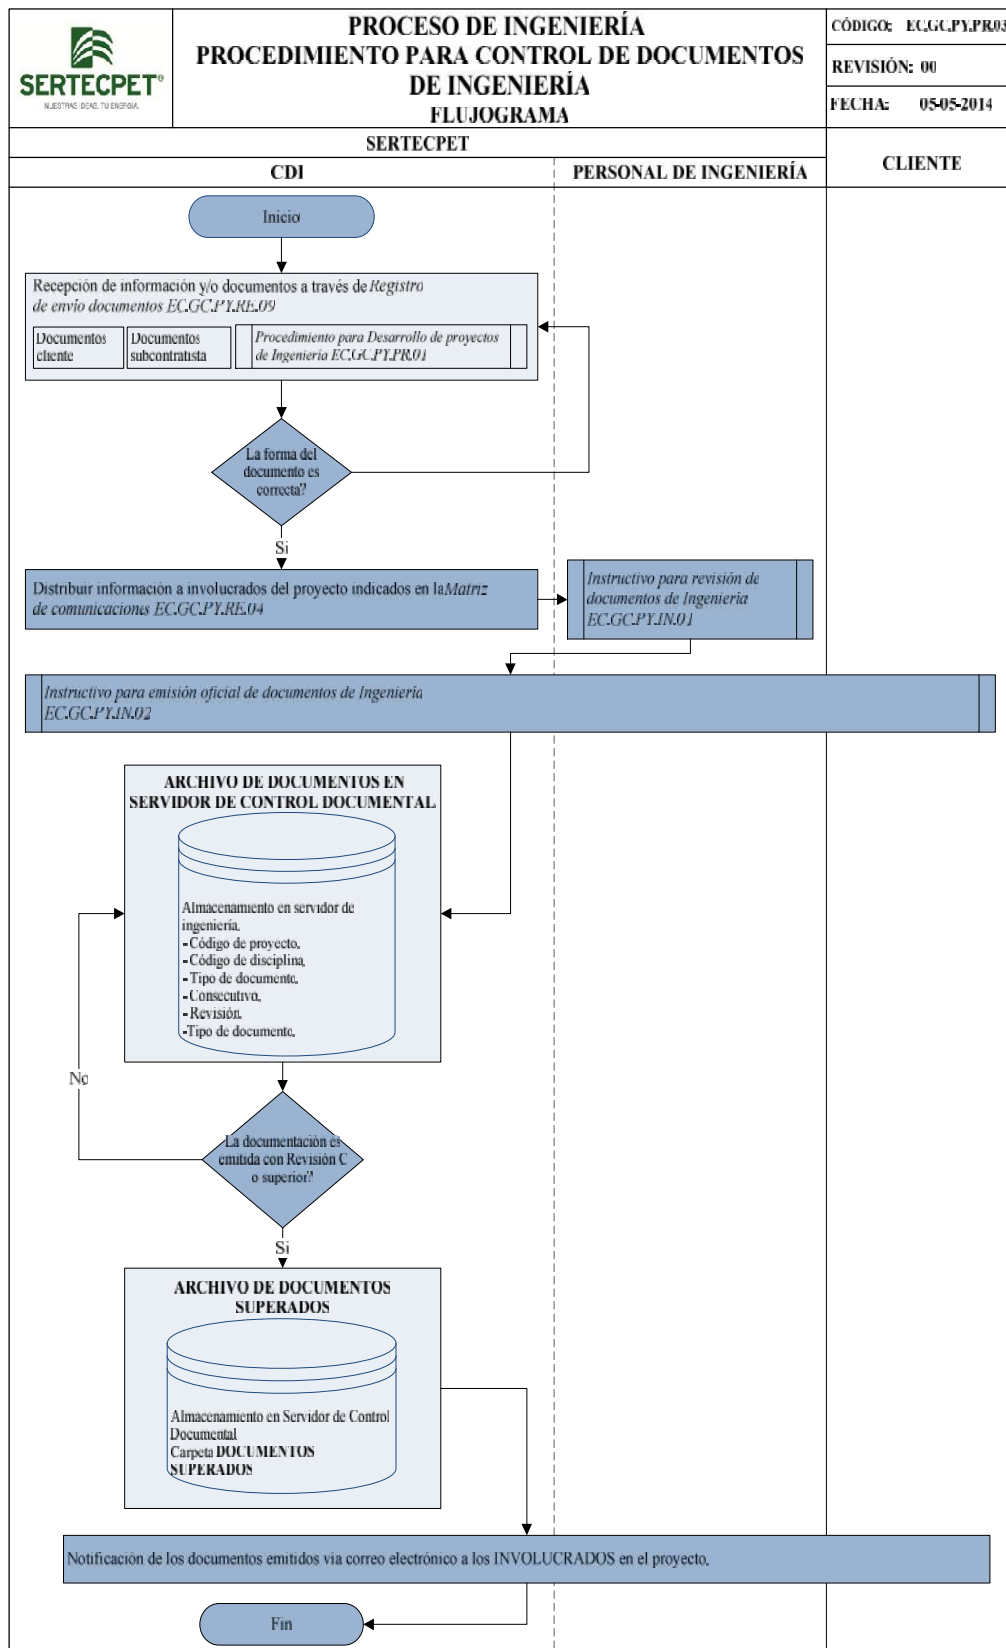 SERTECPET®
NUESTRAS IDEAS, TU ENERGIA.
PROCESO DE INGENIERÍA
PROCEDIMIENTO PARA CONTROL DE DOCUMENTOS
DE INGENIERÍA
FLUJOGRAMA
CÓDIGO: EC.GC.PY.PR.03
REVISIÓN: 00
FECHA: 05-05-2014
SERTECPET
CDI
PERSONAL DE INGENIERÍA
CLIENTE
Inicio
Recepción de información y/o documentos a través de Registro
de envío documentos EC.GC.PY.RE.09
Documentos
cliente
Documentos
subcontratista
Procedimiento para Desarrollo de proyectos
de Ingeniería EC.GC.PY.PR.01
La forma del
documento es
correcta?
Si
Distribuir información a involucrados del proyecto indicados en la Matriz
de comunicaciones EC.GC.PY.RE.04
Instructivo para revisión de
documentos de Ingeniería
EC.GC.PY.IN.01
Instructivo para emisión oficial de documentos de Ingeniería
EC.GC.PY.IN.02
ARCHIVO DE DOCUMENTOS EN
SERVIDOR DE CONTROL DOCUMENTAL
Almacenamiento en servidor de
ingeniería.
- Código de proyecto.
- Código de disciplina.
- Tipo de documento.
- Consecutivo.
- Revisión.
-Tipo de documento.
No
La documentación es
emitida con Revisión C
o superior?
Si
ARCHIVO DE DOCUMENTOS
SUPERADOS
Almacenamiento en Servidor de Control
Documental
Carpeta DOCUMENTOS
SUPERADOS
Notificación de los documentos emitidos via correo electrónico a los INVOLUCRADOS en el proyecto.
Fin